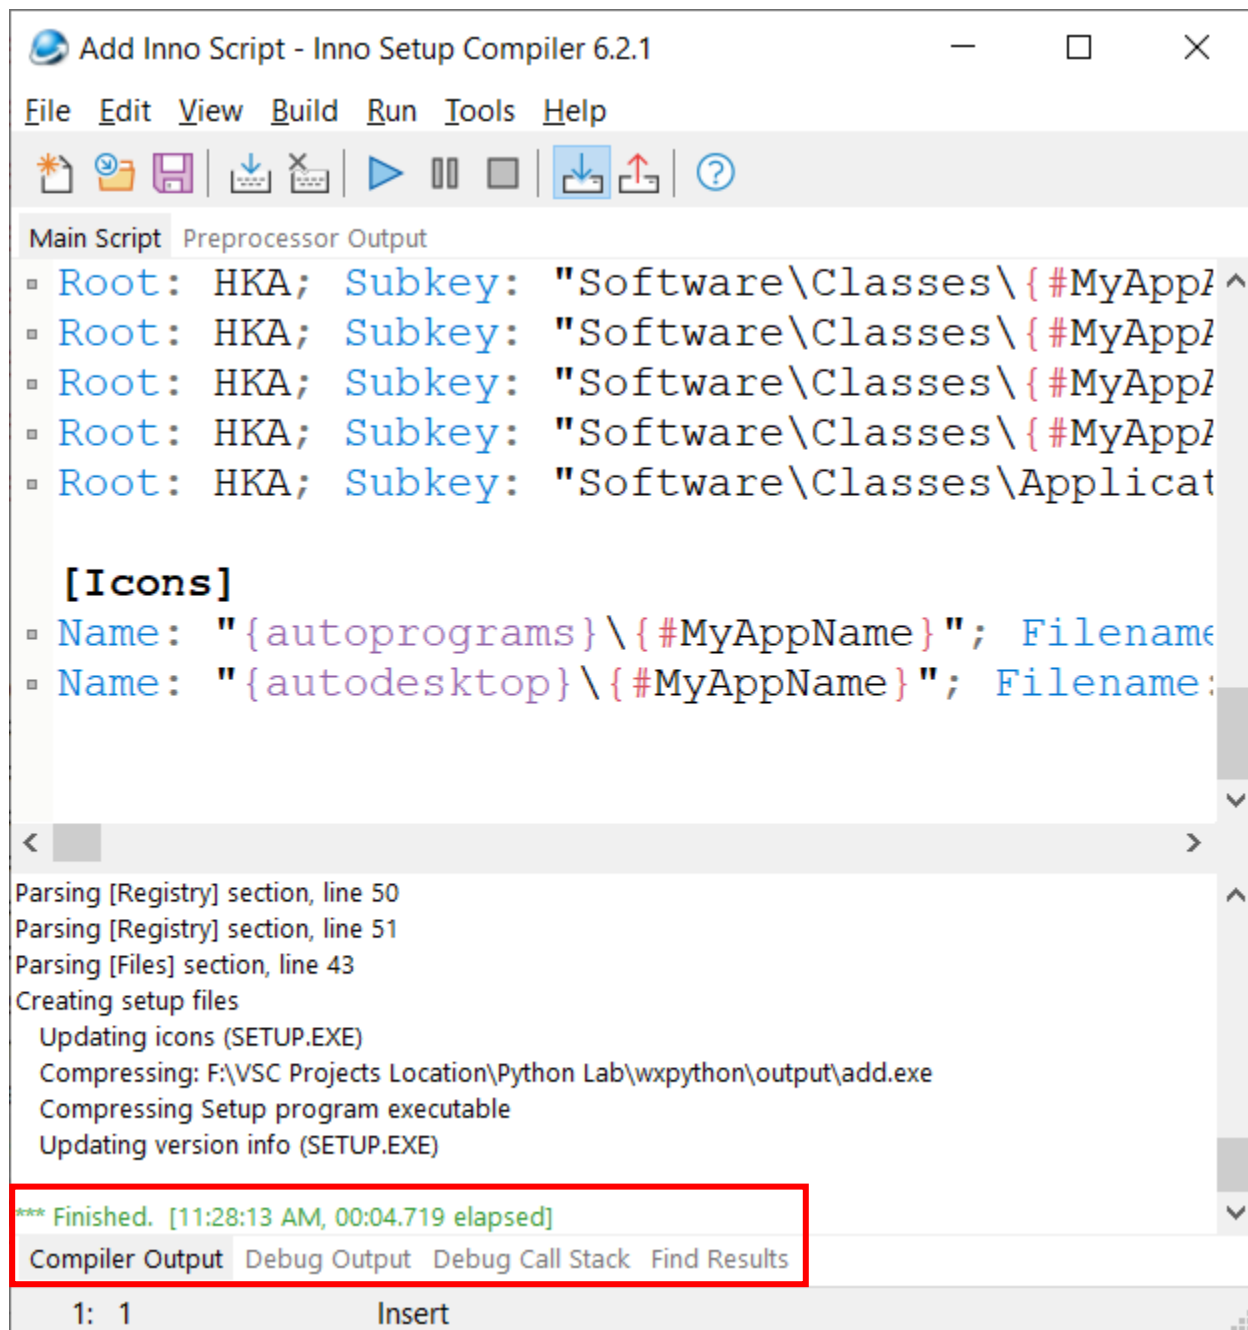 Add Inno Script - Inno Setup Compiler 6.2.1
File Edit View Build Run Tools Help
Main Script Preprocessor Output
Root: HKA; Subkey: "Software\Classes\{#MyAppA
Root: HKA; Subkey: "Software\Classes\{#MyAppA
Root: HKA; Subkey: "Software\Classes\{#MyAppA
Root: HKA; Subkey: "Software\Classes\{#MyAppA
Root: HKA; Subkey: "Software\Classes\Applicat
[Icons]
Name: "{autoprograms}\{#MyAppName}"; Filename
Name: "{autodesktop}\{#MyAppName}"; Filename:
Parsing [Registry] section, line 50
Parsing [Registry] section, line 51
Parsing [Files] section, line 43
Creating setup files
Updating icons (SETUP.EXE)
Compressing: F:\VSC Projects Location\Python Lab\wxpython\output\add.exe
Compressing Setup program executable
Updating version info (SETUP.EXE)
*** Finished. [11:28:13 AM, 00:04.719 elapsed]
Compiler Output Debug Output Debug Call Stack Find Results
1: 1 Insert